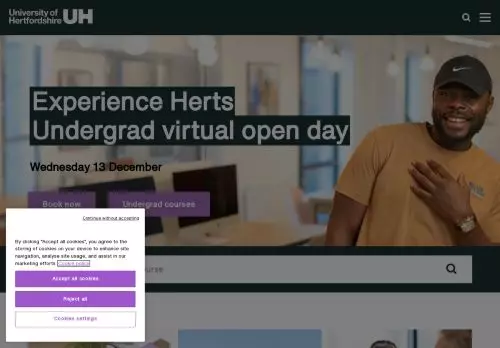 University of
Hertfordshire UH
Experience Herts
Undergrad virtual open day
Wednesday 13 December
Book now
Undergrad courses
Continue without accepting
By clicking "Accept all cookies", you agree to the
storing of cookies on your device to enhance site
navigation, analyse site usage, and assist in our
marketing efforts. Cookie policy
Accept all cookies
ourse
Reject all
Cookies settings